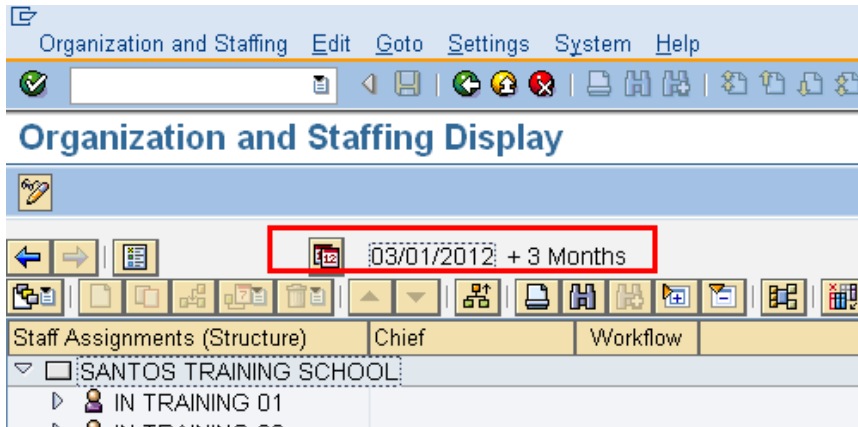 Organization and Staffing Edit Goto Settings System Help
Organization and Staffing Display
03/01/2012 + 3 Months
Staff Assignments (Structure) Chief Workflow
SANTOS TRAINING SCHOOL
IN TRAINING 01